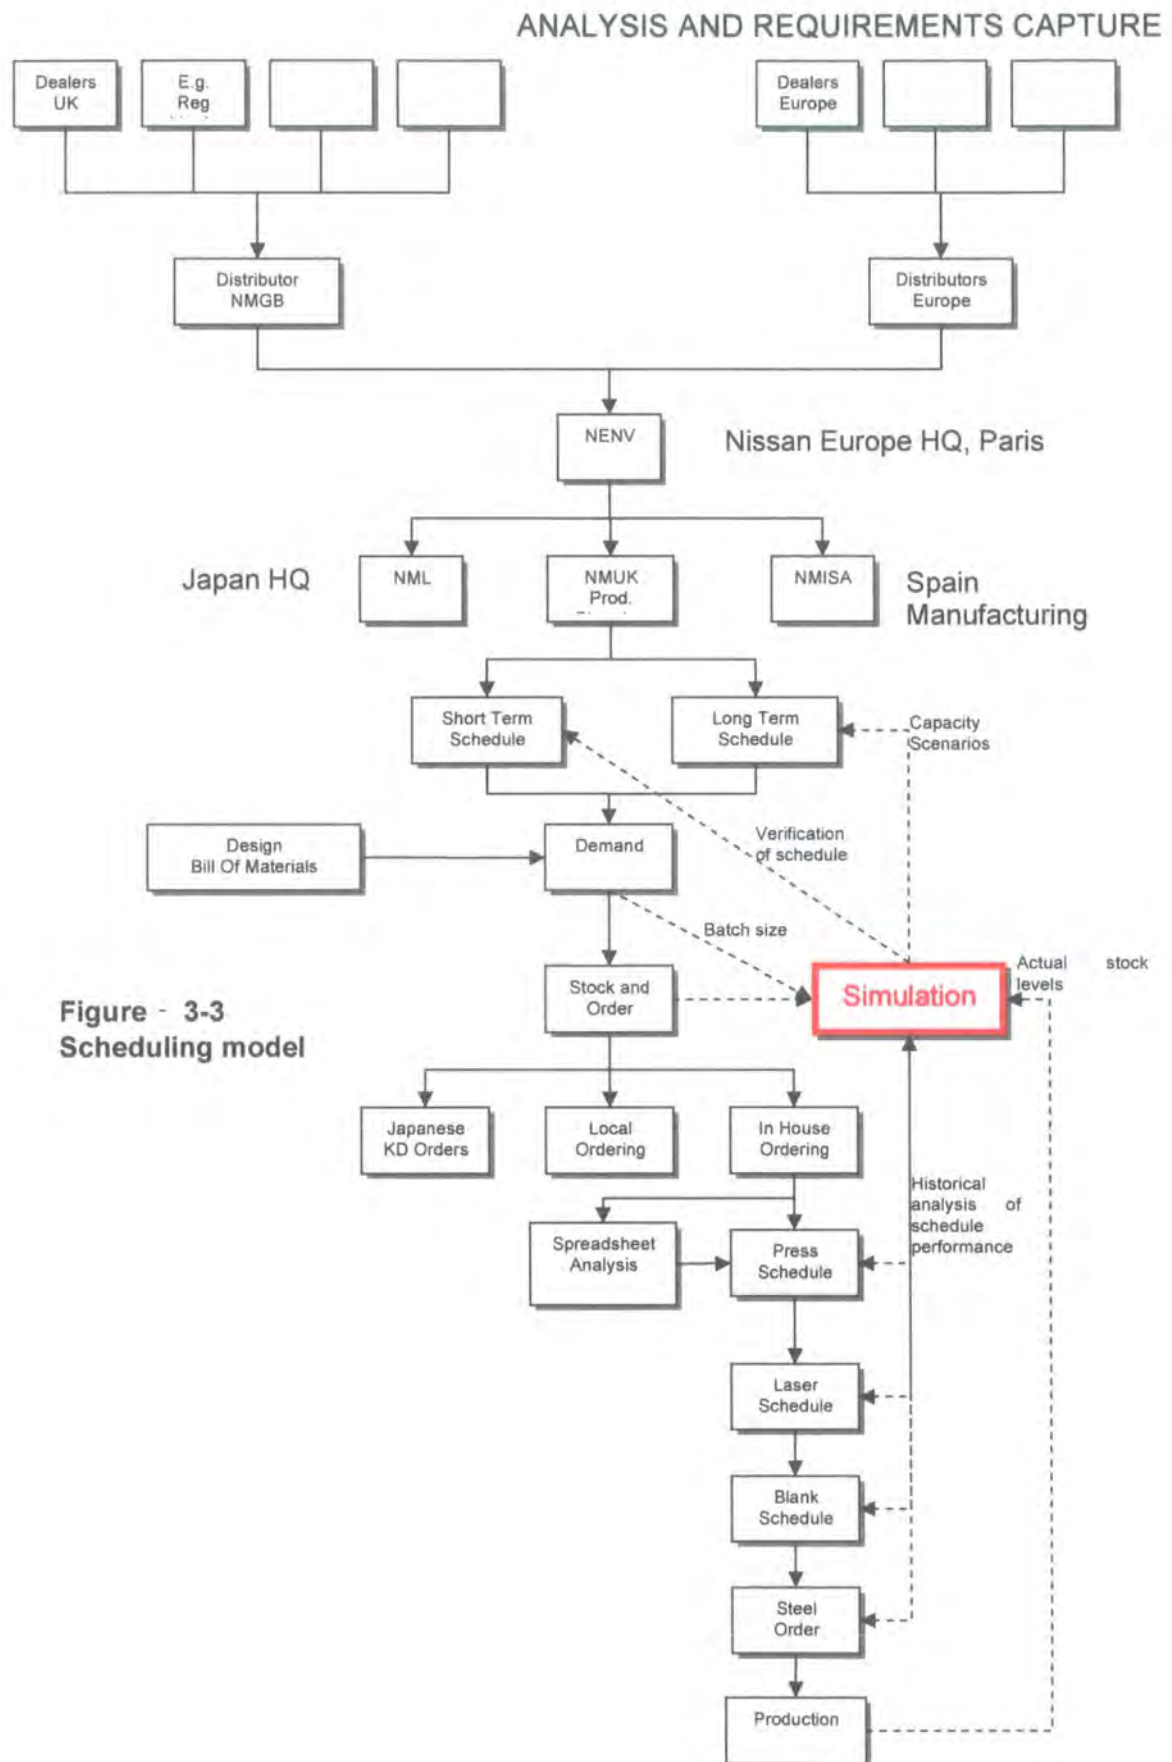 ANALYSIS AND REQUIREMENTS CAPTURE
Dealers
UK
E.g.
Reg
Dealers
Europe
Distributor
NMGB
Distributors
Europe
NENV
Nissan Europe HQ, Paris
Japan HQ
NML
NMUK
Prod.
NMISA
Spain
Manufacturing
Short Term
Schedule
Long Term
Schedule
Capacity
Scenarios
Design
Bill Of Materials
Demand
Verification
of schedule
Batch size
Stock and
Order
Simulation
Actual stock
levels
Figure - 3-3
Scheduling model
Japanese
KD Orders
Local
Ordering
In House
Ordering
Historical
analysis of
schedule
performance
Spreadsheet
Analysis
Press
Schedule
Laser
Schedule
Blank
Schedule
Steel
Order
Production